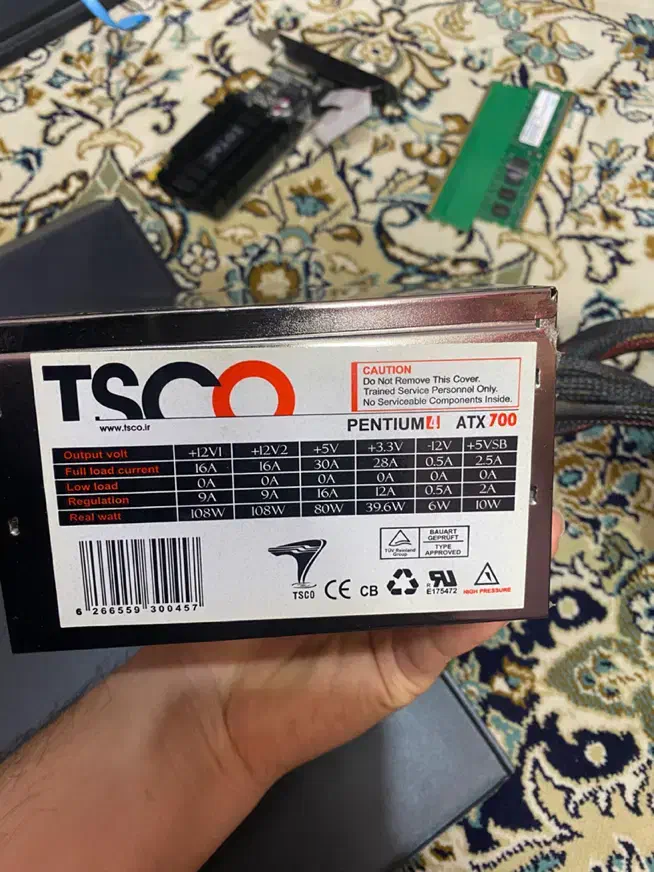 TSCO
www.tsco.ir
CAUTION
Do Not Remove This Cover.
Trained Service Personnel Only.
No Serviceable Components Inside.
PENTIUM4! ATX 700
Output volt +12V1 +12V2 +5V +3.3V -12V +5VSB
Full load current 16A 16A 30A 28A 0.5A 2.5A
Low load 0A 0A 0A 0A 0A 0A
Regulation 9A 9A 16A 12A 0.5A 2A
Real watt 108W 108W 80W 39.6W 6W 10W
6 266559 300457
TSCO
CE
CB
TÜV Rheinland
Group
BAUART
GEPRÜFT
TYPE
APPROVED
RU
E175472
HIGH PRESSURE